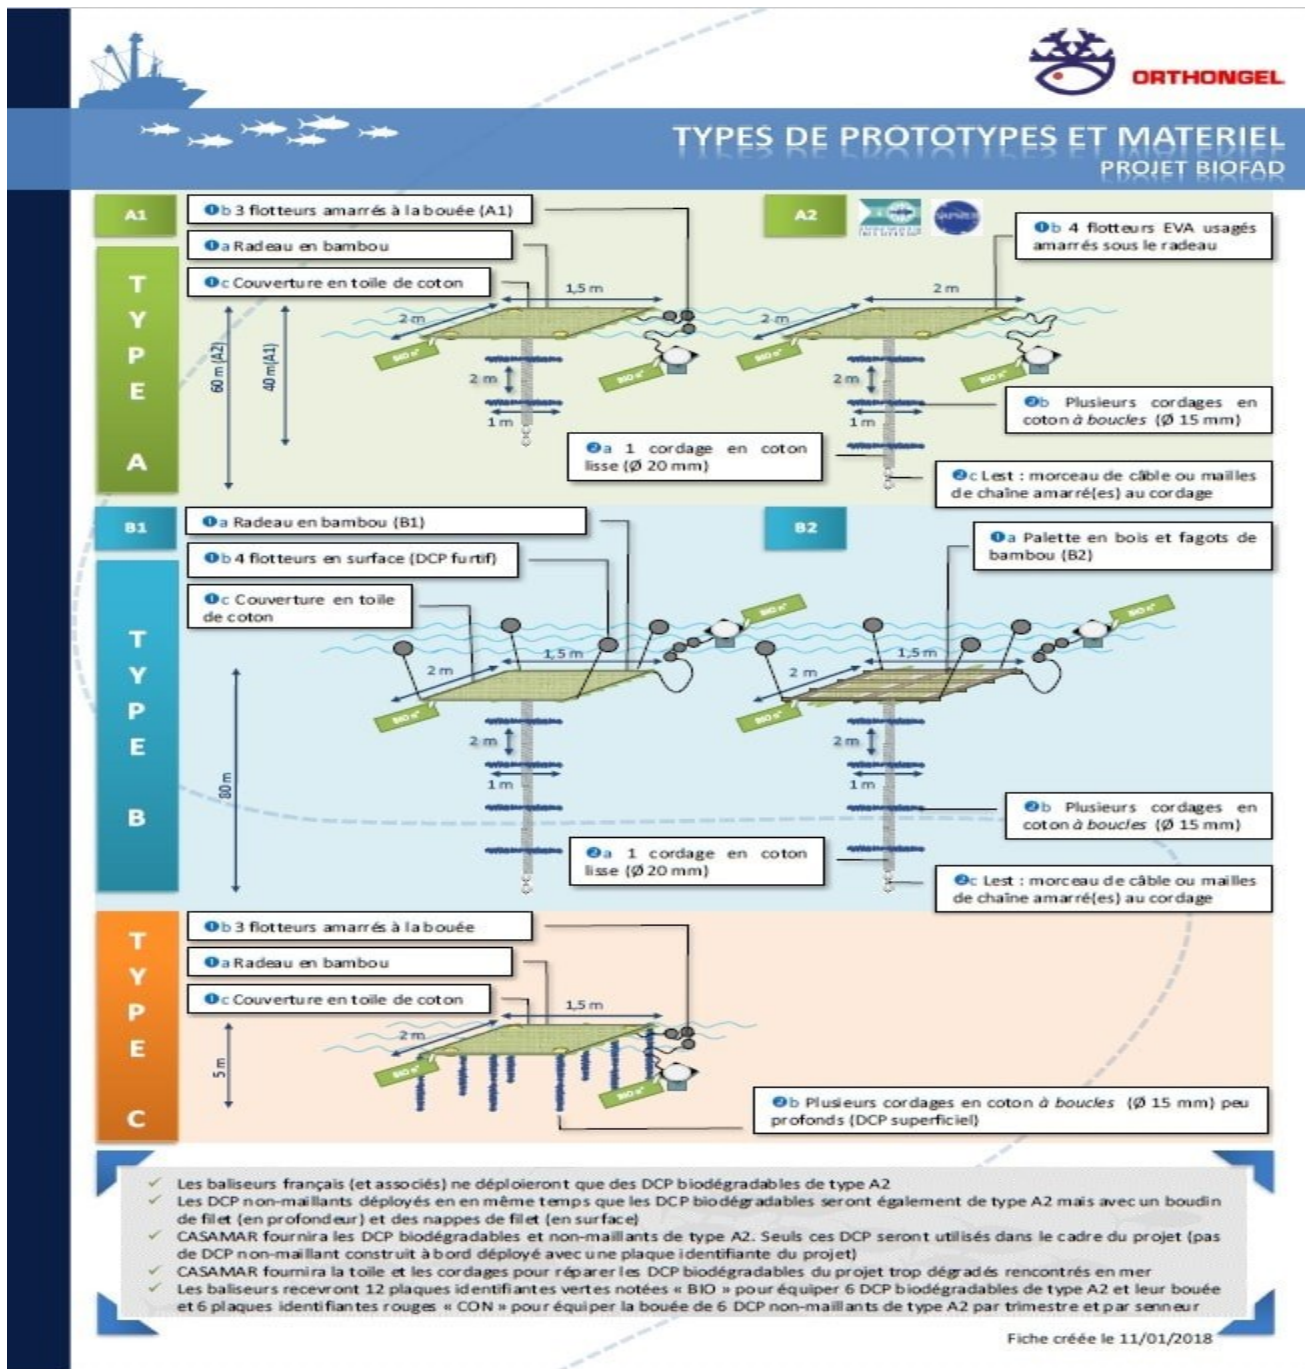 ORTHONGEL
TYPES DE PROTOTYPES ET MATERIEL
PROJET BIOFAD
A1
❶b 3 flotteurs amarrés à la bouée (A1)
❶a Radeau en bambou
❶c Couverture en toile de coton
A2
❶b 4 flotteurs EVA usagés
amarrés sous le radeau
TYPE A
60 m (A2)
40 m (A1)
1,5 m
2 m
BIO n°
BIO n°
2 m
1 m
2 m
2 m
BIO n°
BIO n°
2 m
1 m
❷a 1 cordage en coton
lisse (Ø 20 mm)
❷b Plusieurs cordages en
coton à boucles (Ø 15 mm)
❷c Lest : morceau de câble ou mailles
de chaîne amarré(es) au cordage
B1
❶a Radeau en bambou (B1)
❶b 4 flotteurs en surface (DCP furtif)
❶c Couverture en toile
de coton
B2
❶a Palette en bois et fagots de
bambou (B2)
TYPE B
80 m
BIO n°
1,5 m
2 m
BIO n°
2 m
1 m
BIO n°
1,5 m
2 m
BIO n°
2 m
1 m
❷a 1 cordage en coton
lisse (Ø 20 mm)
❷b Plusieurs cordages en
coton à boucles (Ø 15 mm)
❷c Lest : morceau de câble ou mailles
de chaîne amarré(es) au cordage
TYPE C
❶b 3 flotteurs amarrés à la bouée
❶a Radeau en bambou
❶c Couverture en toile de coton
1,5 m
2 m
5 m
BIO n°
BIO n°
❷b Plusieurs cordages en coton à boucles (Ø 15 mm) peu
profonds (DCP superficiel)
✓ Les baliseurs français (et associés) ne déploieront que des DCP biodégradables de type A2
✓ Les DCP non-maillants déployés en en même temps que les DCP biodégradables seront également de type A2 mais avec un boudin
de filet (en profondeur) et des nappes de filet (en surface)
✓ CASAMAR fournira les DCP biodégradables et non-maillants de type A2. Seuls ces DCP seront utilisés dans le cadre du projet (pas
de DCP non-maillant construit à bord déployé avec une plaque identifiante du projet)
✓ CASAMAR fournira la toile et les cordages pour réparer les DCP biodégradables du projet trop dégradés rencontrés en mer
✓ Les baliseurs recevront 12 plaques identifiantes vertes notées « BIO » pour équiper 6 DCP biodégradables de type A2 et leur bouée
et 6 plaques identifiantes rouges « CON » pour équiper la bouée de 6 DCP non-maillants de type A2 par trimestre et par senneur
Fiche créée le 11/01/2018